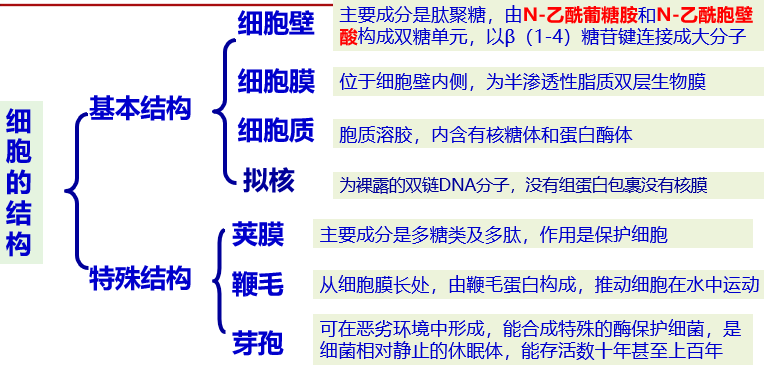 细胞的结构
基本结构
细胞壁
主要成分是肽聚糖，由N-乙酰葡糖胺和N-乙酰胞壁
酸构成双糖单元，以β（1-4）糖苷键连接成大分子
细胞膜
位于细胞壁内侧，为半渗透性脂质双层生物膜
细胞质
胞质溶胶，内含有核糖体和蛋白酶体
拟核
为裸露的双链DNA分子，没有组蛋白包裹没有核膜
特殊结构
荚膜
主要成分是多糖类及多肽，作用是保护细胞
鞭毛
从细胞膜长处，由鞭毛蛋白构成，推动细胞在水中运动
芽孢
可在恶劣环境中形成，能合成特殊的酶保护细菌，是
细菌相对静止的休眠体，能存活数十年甚至上百年